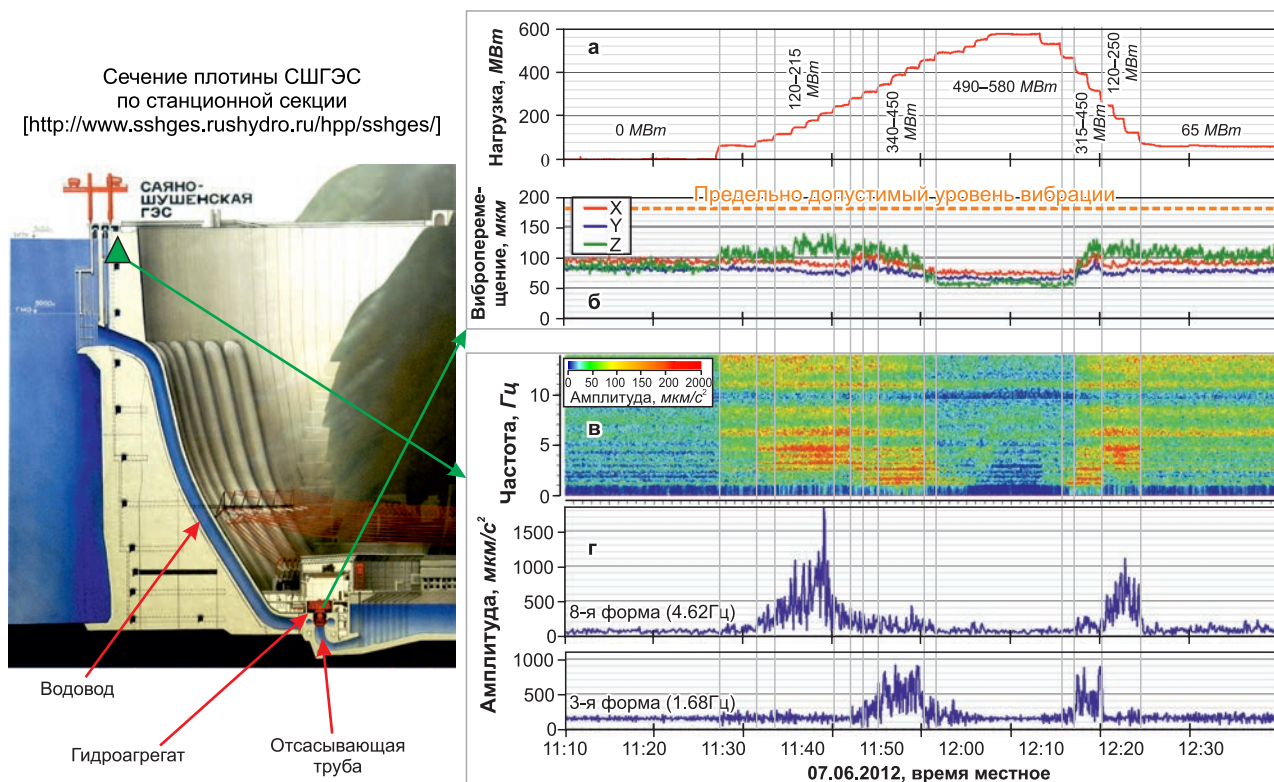 Сечение плотины СШГЭС
по станционной секции
[http://www.sshges.rushydro.ru/hpp/sshges/]
САЯНО-
ШУШЕНСКАЯ
ГЭС
Водовод
Гидроагрегат
Отсасывающая
труба
Нагрузка, МВт
600
400
200
0
а
0 МВт
120–215
МВт
340–450
МВт
490–580 МВт
315–450
МВт
120–250
МВт
65 МВт
Вибропереме-
щение, мкм
200
150
100
50
0
Предельно допустимый уровень вибрации
X
Y
Z
б
Частота, Гц
10
5
0
0 50 100 200 2000
Амплитуда, мкм/с²
в
Амплитуда, мкм/с²
1500
1000
500
0
г
8-я форма (4.62Гц)
1000
500
0
3-я форма (1.68Гц)
11:10 11:20 11:30 11:40 11:50 12:00 12:10 12:20 12:30
07.06.2012, время местное